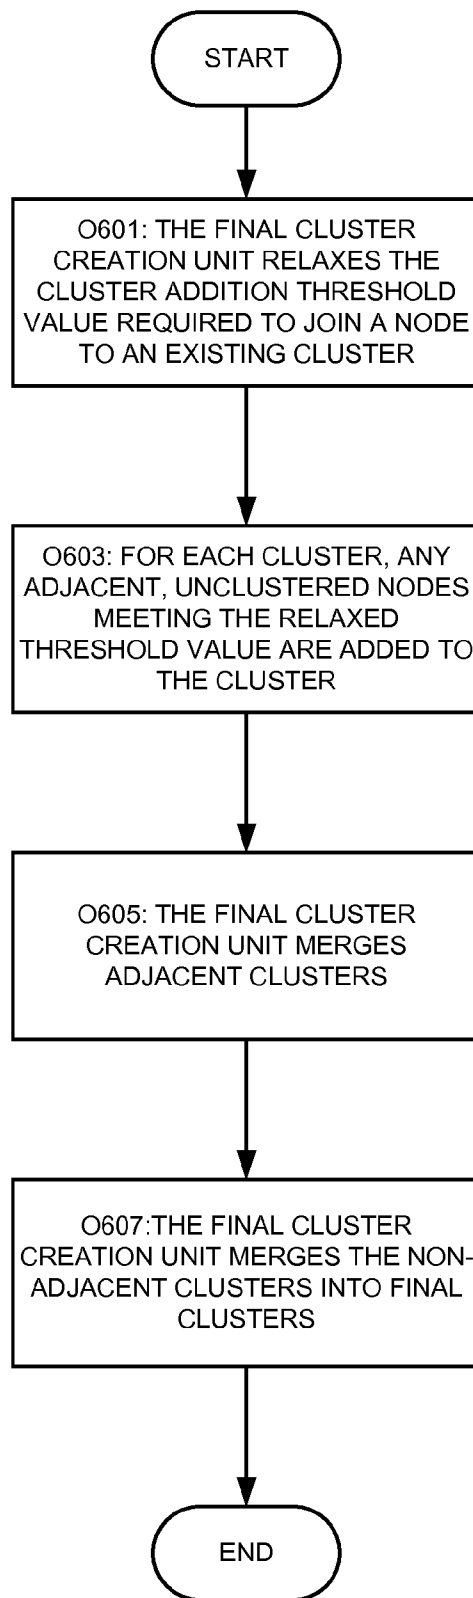 START
O601: THE FINAL CLUSTER
CREATION UNIT RELAXES THE
CLUSTER ADDITION THRESHOLD
VALUE REQUIRED TO JOIN A NODE
TO AN EXISTING CLUSTER
O603: FOR EACH CLUSTER, ANY
ADJACENT, UNCLUSTERED NODES
MEETING THE RELAXED
THRESHOLD VALUE ARE ADDED TO
THE CLUSTER
O605: THE FINAL CLUSTER
CREATION UNIT MERGES
ADJACENT CLUSTERS
O607:THE FINAL CLUSTER
CREATION UNIT MERGES THE NON-
ADJACENT CLUSTERS INTO FINAL
CLUSTERS
END